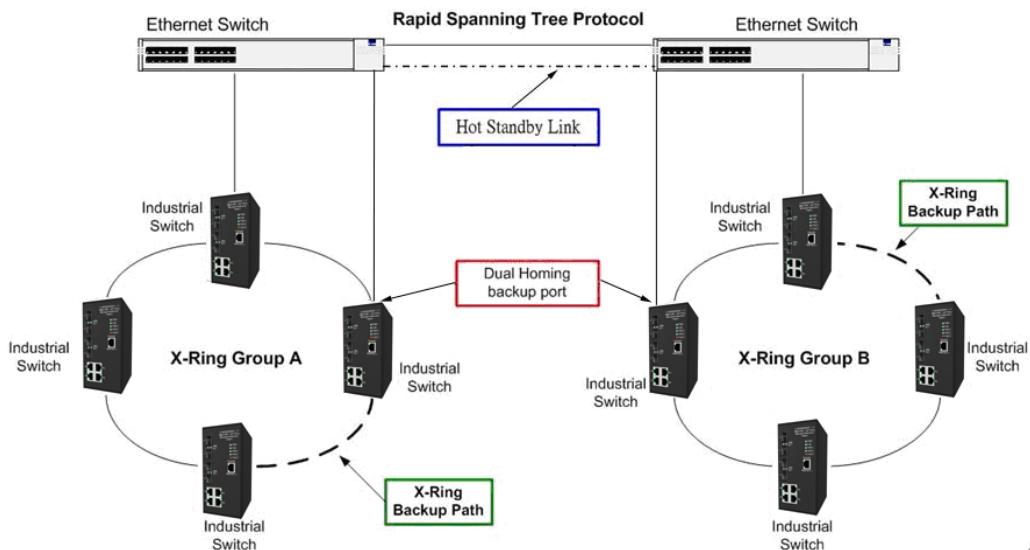 Rapid Spanning Tree Protocol
Ethernet Switch
Ethernet Switch
Hot Standby Link
X-Ring
Backup Path
Industrial
Switch
Industrial
Switch
Dual Homing
backup port
Industrial
Switch
X-Ring Group A
Industrial
Switch
Industrial
Switch
X-Ring Group B
Industrial
Switch
X-Ring
Backup Path
Industrial
Switch
Industrial
Switch